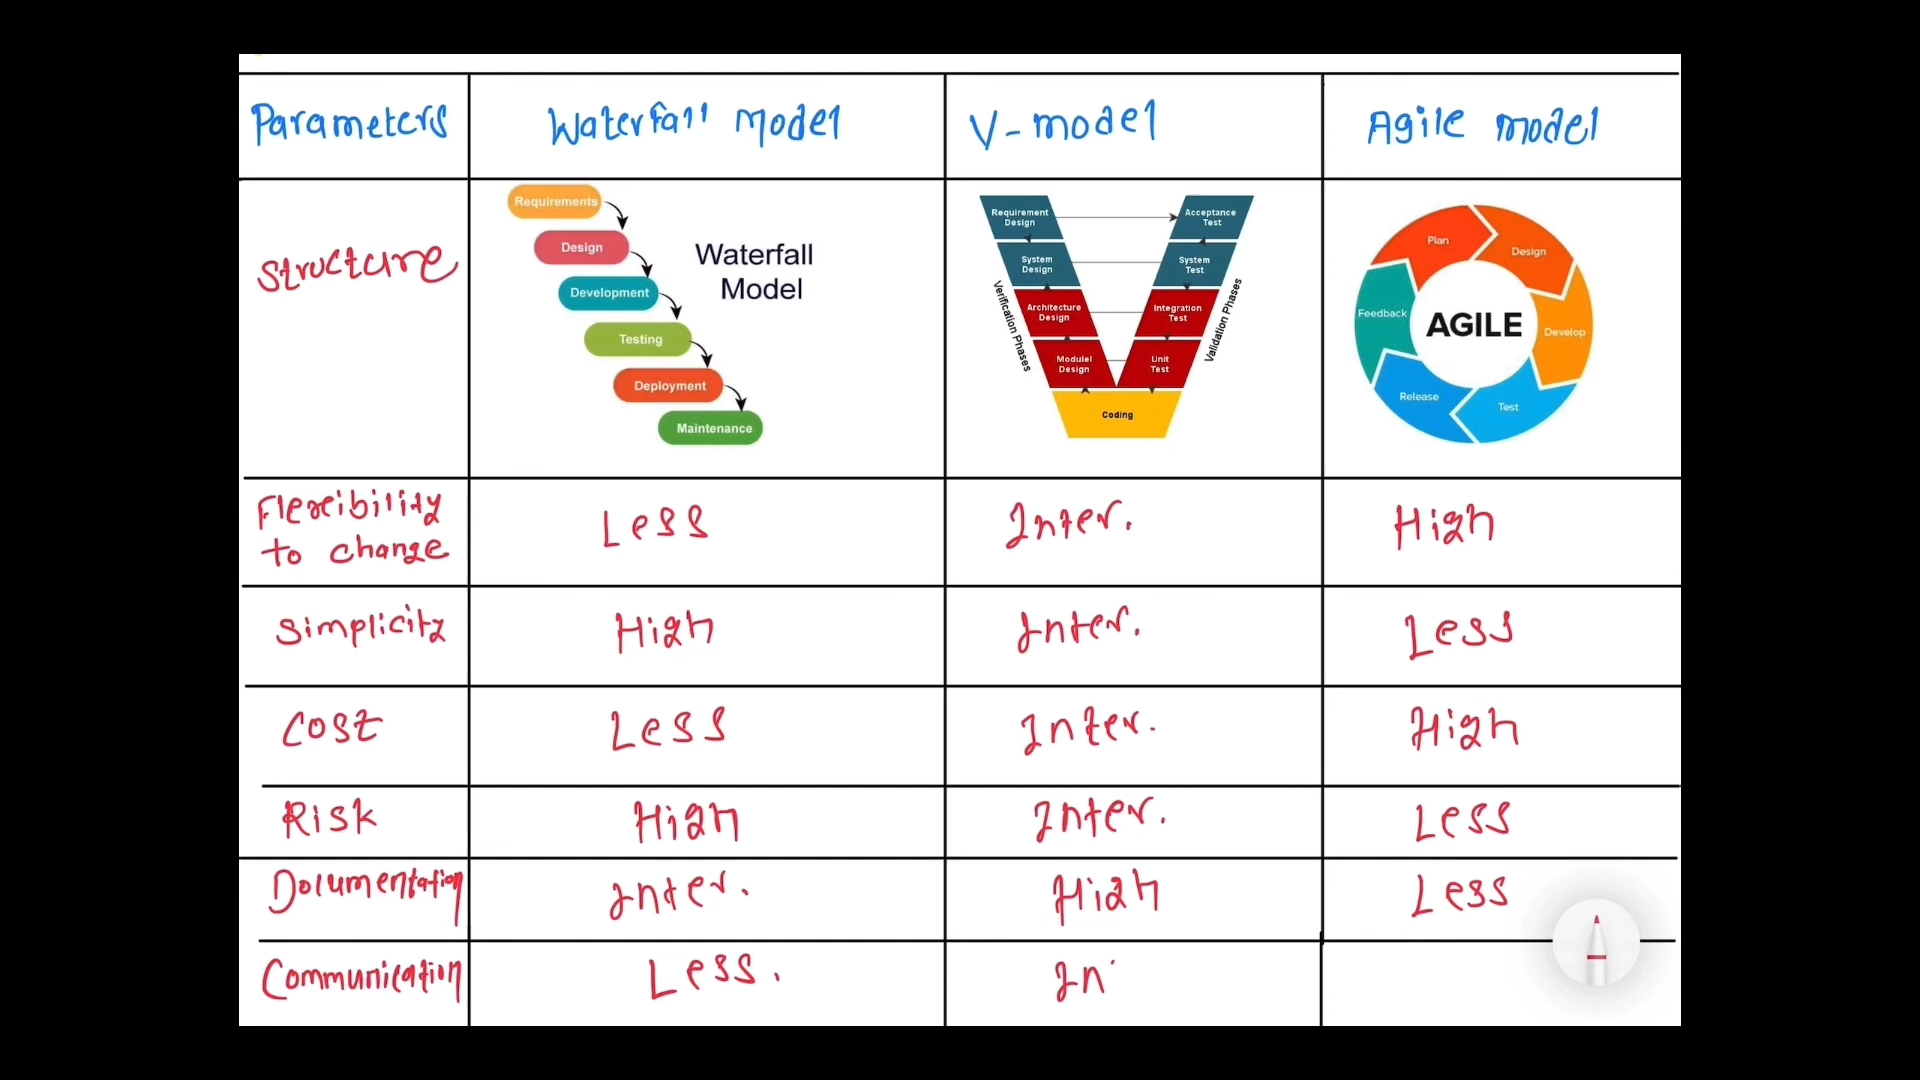 Parameters
Waterfall Model
V-model
Agile model
Structure
Requirements
Design
Development
Testing
Deployment
Maintenance
Waterfall
Model
Requirement
Design
System
Design
Architecture
Design
Modulel
Design
Coding
Unit
Test
Integration
Test
System
Test
Acceptance
Test
Verification Phases
Validation Phases
AGILE
Plan
Design
Develop
Test
Release
Feedback
Flexibility
to change
Less
Inter.
High
Simplicity
High
Inter.
Less
Cost
Less
Inter.
High
Risk
High
Inter.
Less
Documentation
Inter.
High
Less
Communication
Less.
In